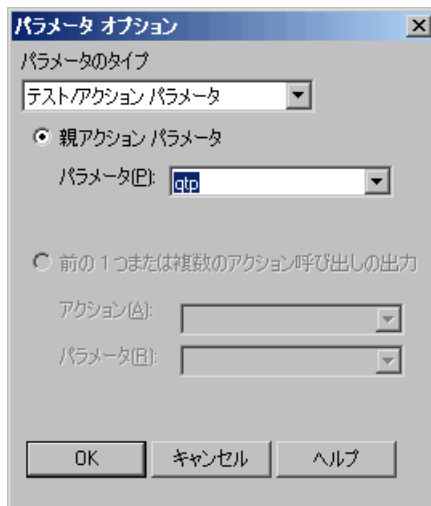 パラメータ オプション
パラメータのタイプ
テスト/アクション パラメータ
親アクション パラメータ
パラメータ(P): qtp
前の 1 つまたは複数のアクション呼び出しの出力
アクション(A):
パラメータ(R):
OK キャンセル ヘルプ